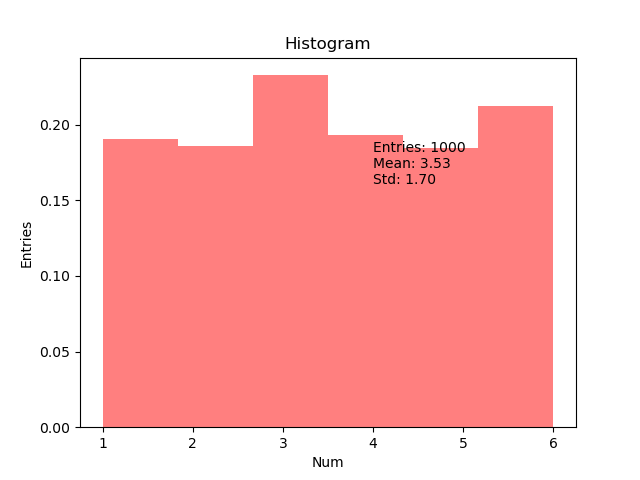 Histogram
Entries
0.20
0.15
0.10
0.05
0.00
Entries: 1000
Mean: 3.53
Std: 1.70
1 2 3 4 5 6
Num